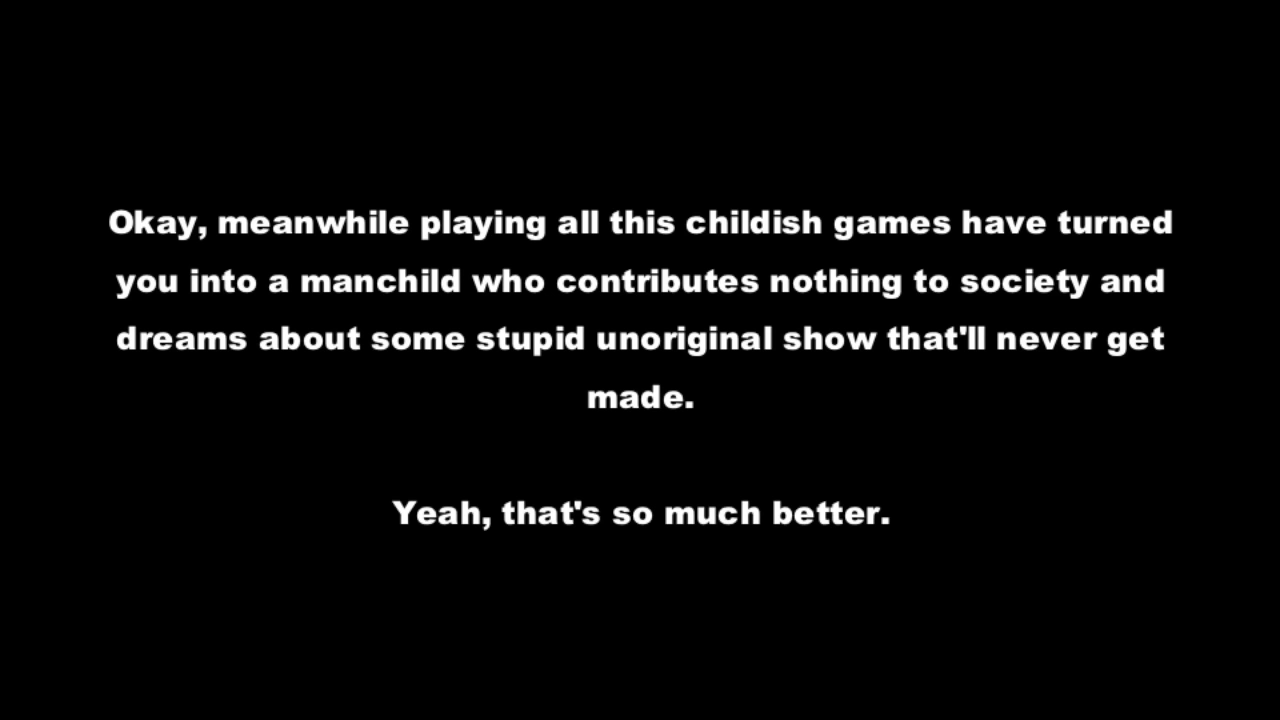 Okay, meanwhile playing all this childish games have turned
you into a manchild who contributes nothing to society and
dreams about some stupid unoriginal show that'll never get
made.
Yeah, that's so much better.